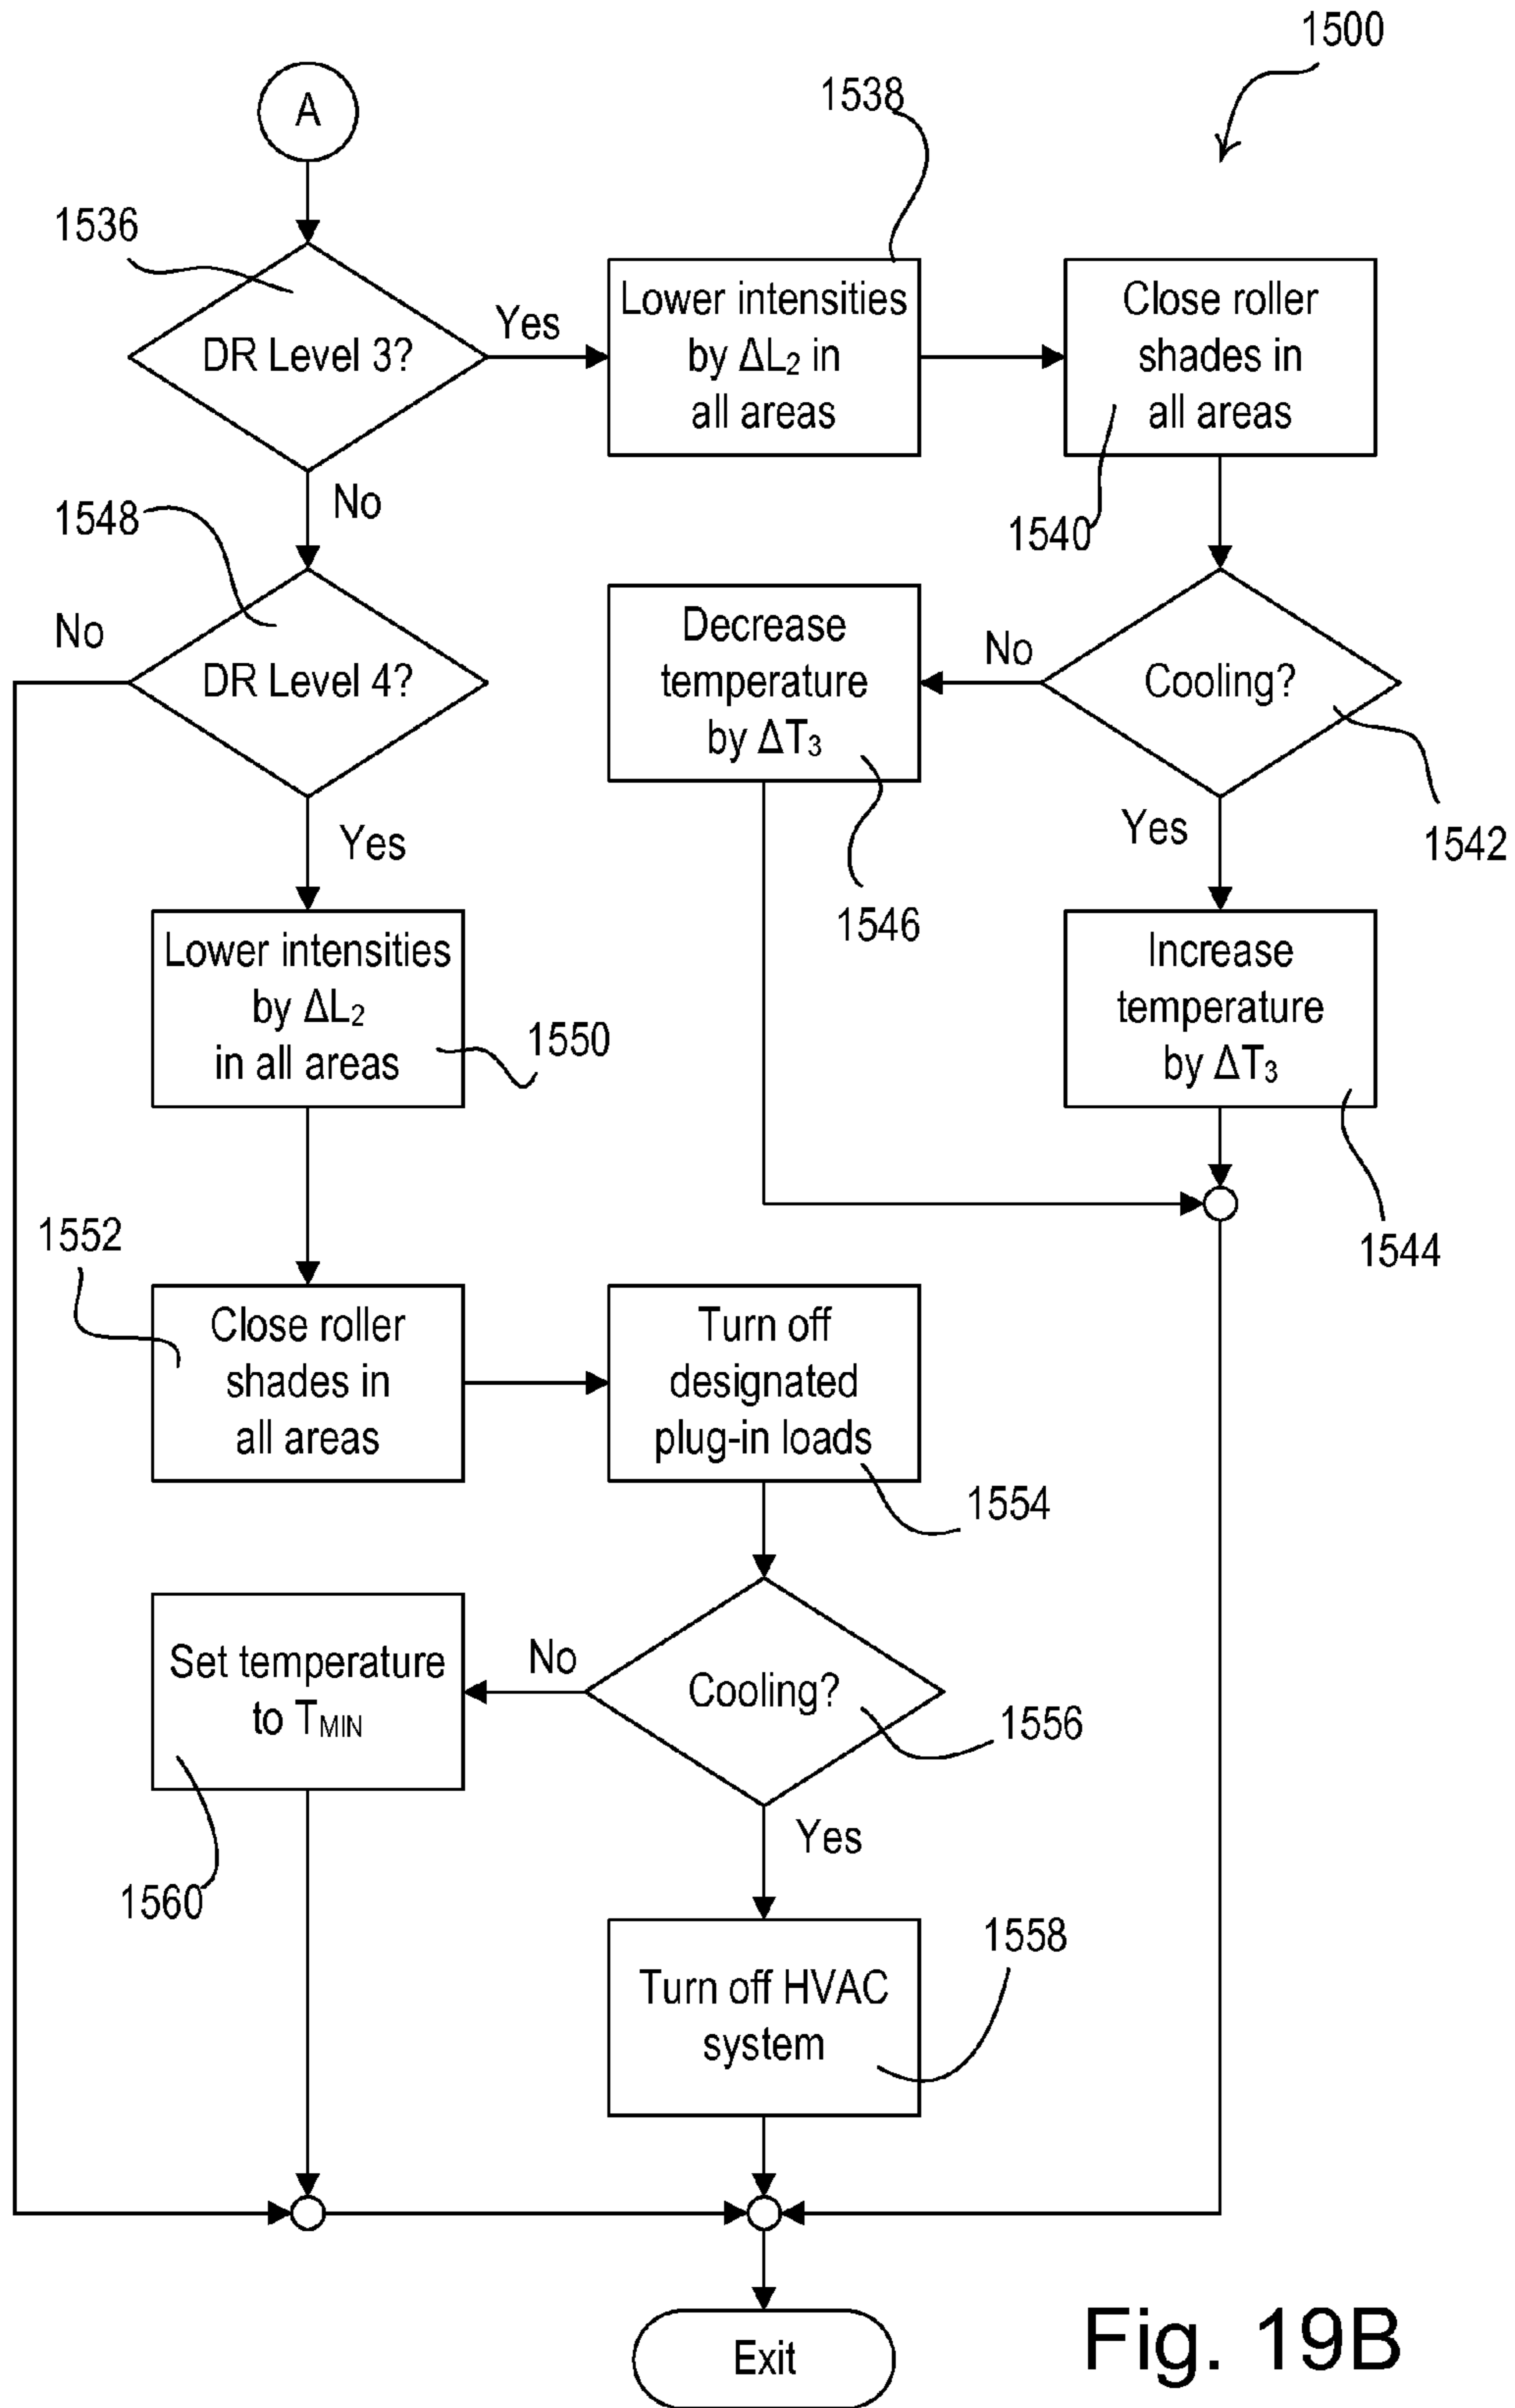 1500
A
1538
1536
Yes
DR Level 3?
Lower intensities
by ΔL₂ in
all areas
Close roller
shades in
all areas
No
1548
1540
No
DR Level 4?
Decrease
temperature
by ΔT₃
No
Cooling?
Yes
1546
Yes
1542
Lower intensities
by ΔL₂
in all areas
1550
Increase
temperature
by ΔT₃
1544
1552
Close roller
shades in
all areas
Turn off
designated
plug-in loads
1554
Set temperature
to T_MIN
No
Cooling?
1556
Yes
1560
1558
Turn off HVAC
system
Exit
Fig. 19B